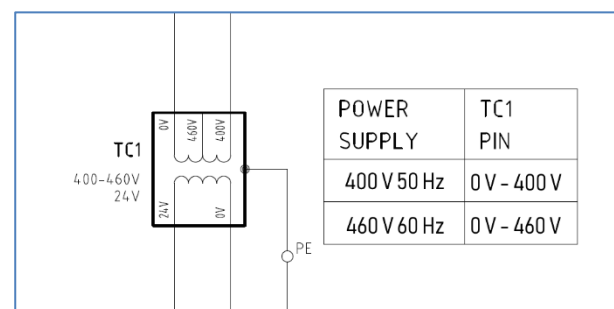 0V
460V
400V
TC1
400-460V
24V
24V
0V
PE
POWER SUPPLY
TC1 PIN
400 V 50 Hz
0 V - 400 V
460 V 60 Hz
0 V - 460 V